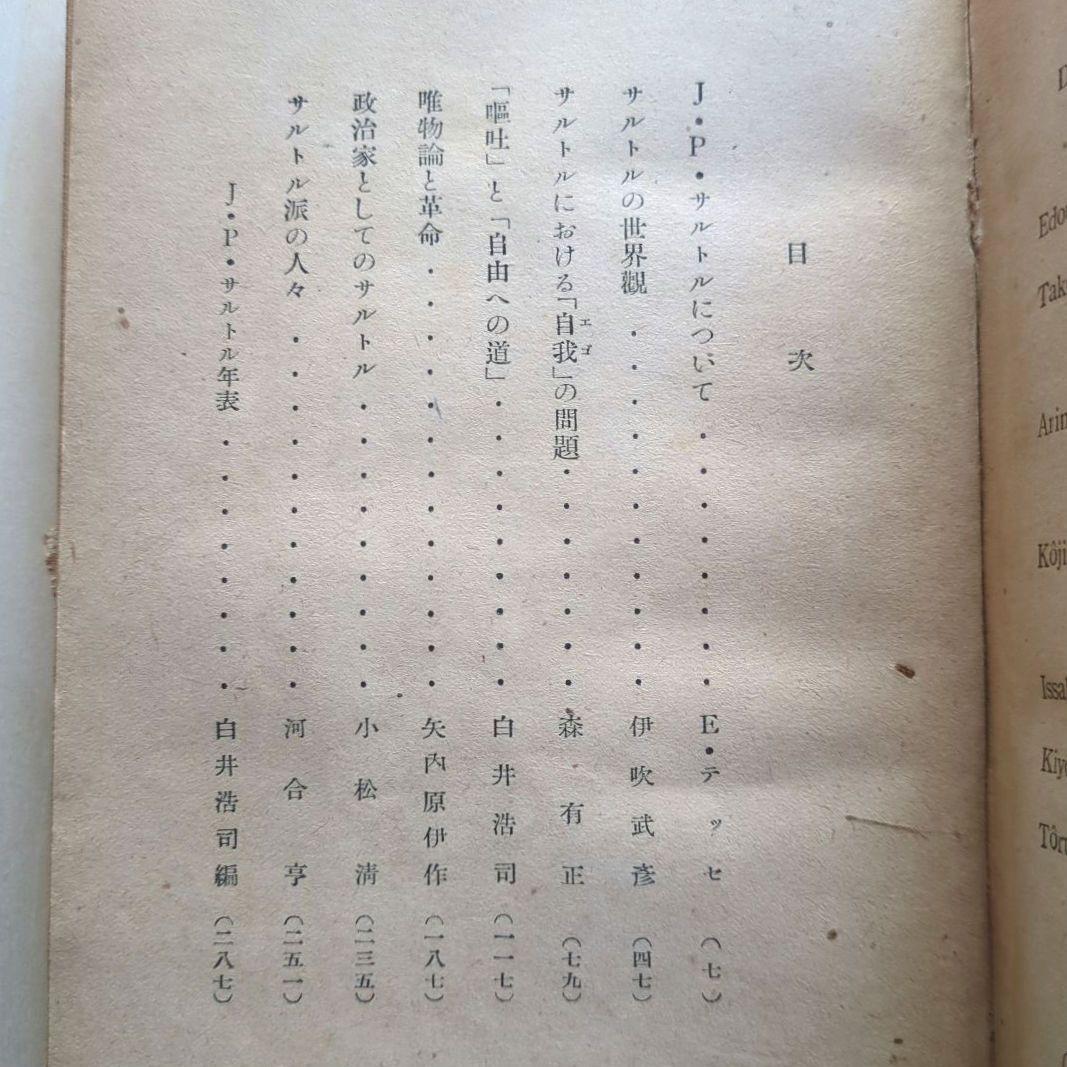 目次
J・P・サルトルについて・・・・・・・・E・テッセ(七)
サルトルの世界觀・・・・・・・・・・・伊吹武彦(四七)
サルトルにおける「自我」の問題・・・・・・・森有正(七九)
エゴ
「嘔吐」と「自由への道」・・・・・・・・・白井浩司(一一七)
唯物論と革命・・・・・・・・・・・・・矢内原伊作(一八七)
政治家としてのサルトル・・・・・・・・・小松淸(二三五)
サルトル派の人々・・・・・・・・・・・河合亨(二五一)
J・P・サルトル年表・・・・・・・・白井浩司編(二八七)
Kôji